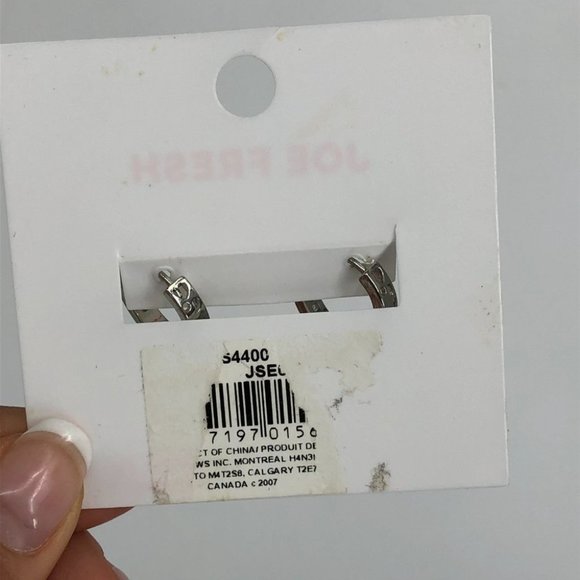 JOE FRESH
S4400
JSE
7197 0156
CT OF CHINA/ PRODUIT DE
WS INC. MONTREAL H4N3
TO M4T2S8, CALGARY T2E7
CANADA c 2007